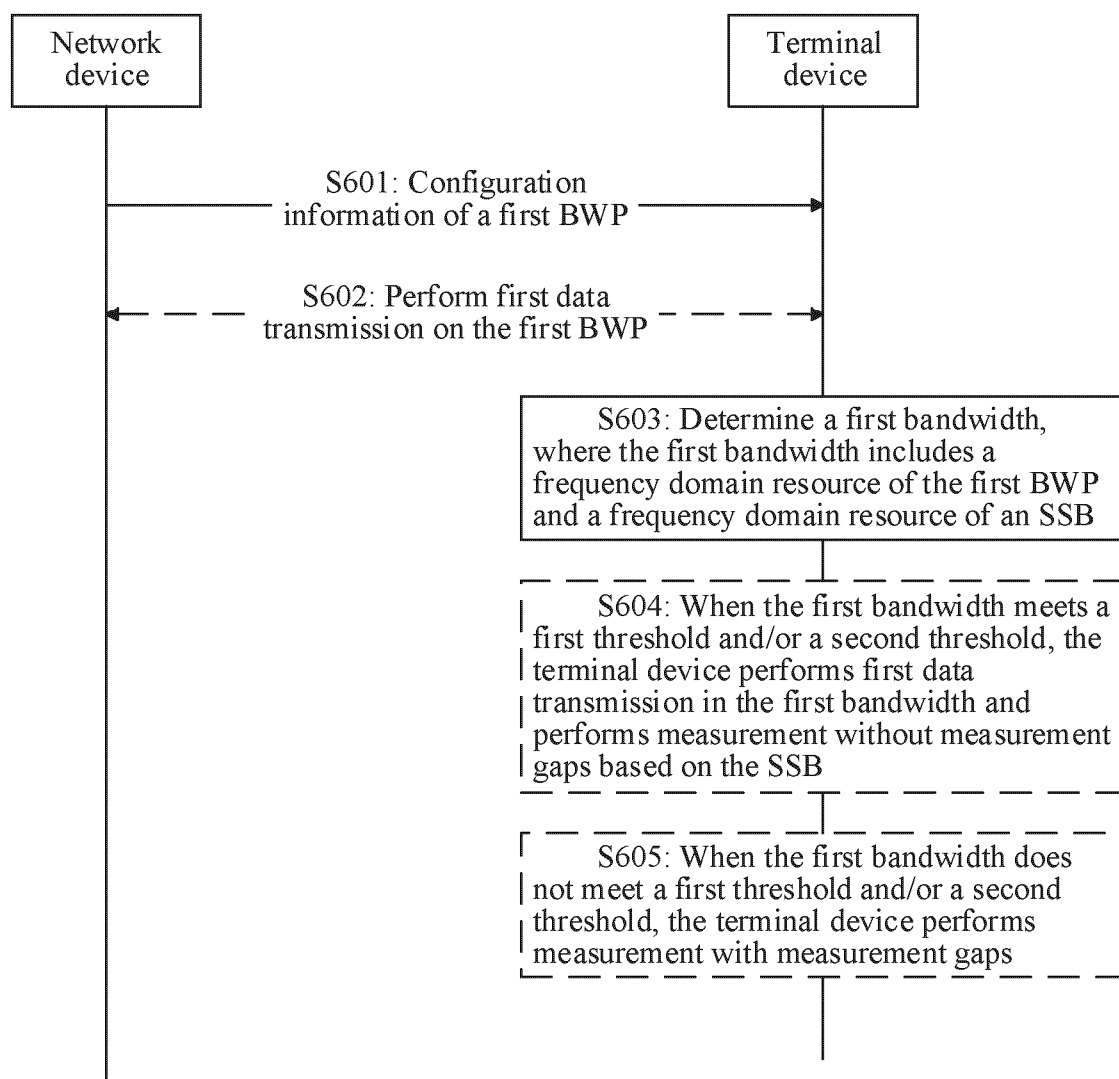 Network
device
Terminal
device
S601: Configuration
information of a first BWP
S602: Perform first data
transmission on the first BWP
S603: Determine a first bandwidth,
where the first bandwidth includes a
frequency domain resource of the first BWP
and a frequency domain resource of an SSB
S604: When the first bandwidth meets a
first threshold and/or a second threshold, the
terminal device performs first data
transmission in the first bandwidth and
performs measurement without measurement
gaps based on the SSB
S605: When the first bandwidth does
not meet a first threshold and/or a second
threshold, the terminal device performs
measurement with measurement gaps